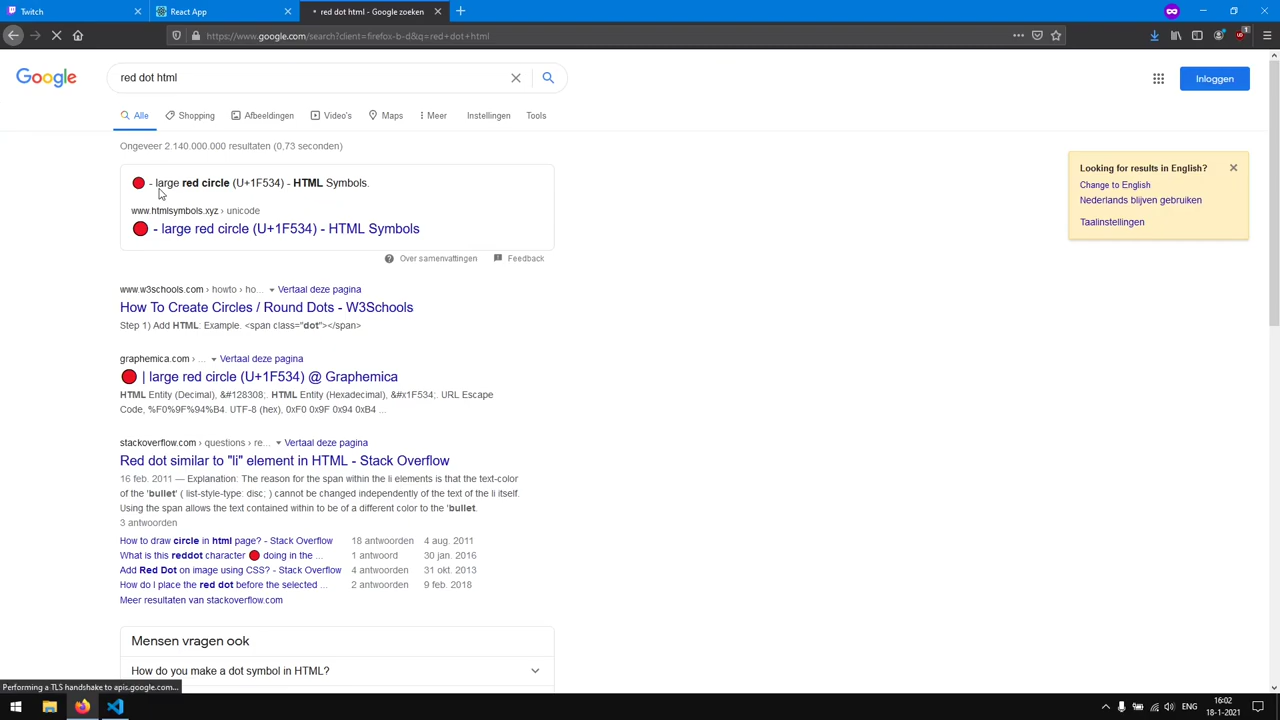 Twitch
React App
red dot html - Google zoeken
https://www.google.com/search?client=firefox-b-d&q=red+dot+html
Google
red dot html
Inloggen
Alle
Shopping
Afbeeldingen
Video's
Maps
Meer
Instellingen
Tools
Ongeveer 2.140.000.000 resultaten (0,73 seconden)
Looking for results in English?
Change to English
Nederlands blijven gebruiken
Taalinstellingen
🔴 - large red circle (U+1F534) - HTML Symbols.
www.htmlsymbols.xyz › unicode
🔴 - large red circle (U+1F534) - HTML Symbols
Over samenvattingen
Feedback
www.w3schools.com › howto › ho... Vertaal deze pagina
How To Create Circles / Round Dots - W3Schools
Step 1) Add HTML: Example. <span class="dot"></span>
graphemica.com › ... Vertaal deze pagina
🔴 | large red circle (U+1F534) @ Graphemica
HTML Entity (Decimal), &#128308;. HTML Entity (Hexadecimal), &#x1F534;. URL Escape
Code, %F0%9F%94%B4. UTF-8 (hex), 0xF0 0x9F 0x94 0xB4 ...
stackoverflow.com › questions › re... Vertaal deze pagina
Red dot similar to "li" element in HTML - Stack Overflow
16 feb. 2011 — Explanation: The reason for the span within the li elements is that the text-color
of the 'bullet' ( list-style-type: disc; ) cannot be changed independently of the text of the li itself.
Using the span allows the text contained within to be of a different color to the 'bullet.
3 antwoorden
How to draw circle in html page? - Stack Overflow 18 antwoorden 4 aug. 2011
What is this reddot character 🔴 doing in the ... 1 antwoord 30 jan. 2016
Add Red Dot on image using CSS? - Stack Overflow 4 antwoorden 31 okt. 2013
How do I place the red dot before the selected ... 2 antwoorden 9 feb. 2018
Meer resultaten van stackoverflow.com
Mensen vragen ook
How do you make a dot symbol in HTML?
Performing a TLS handshake to apis.google.com...
ENG
16:02
18-1-2021